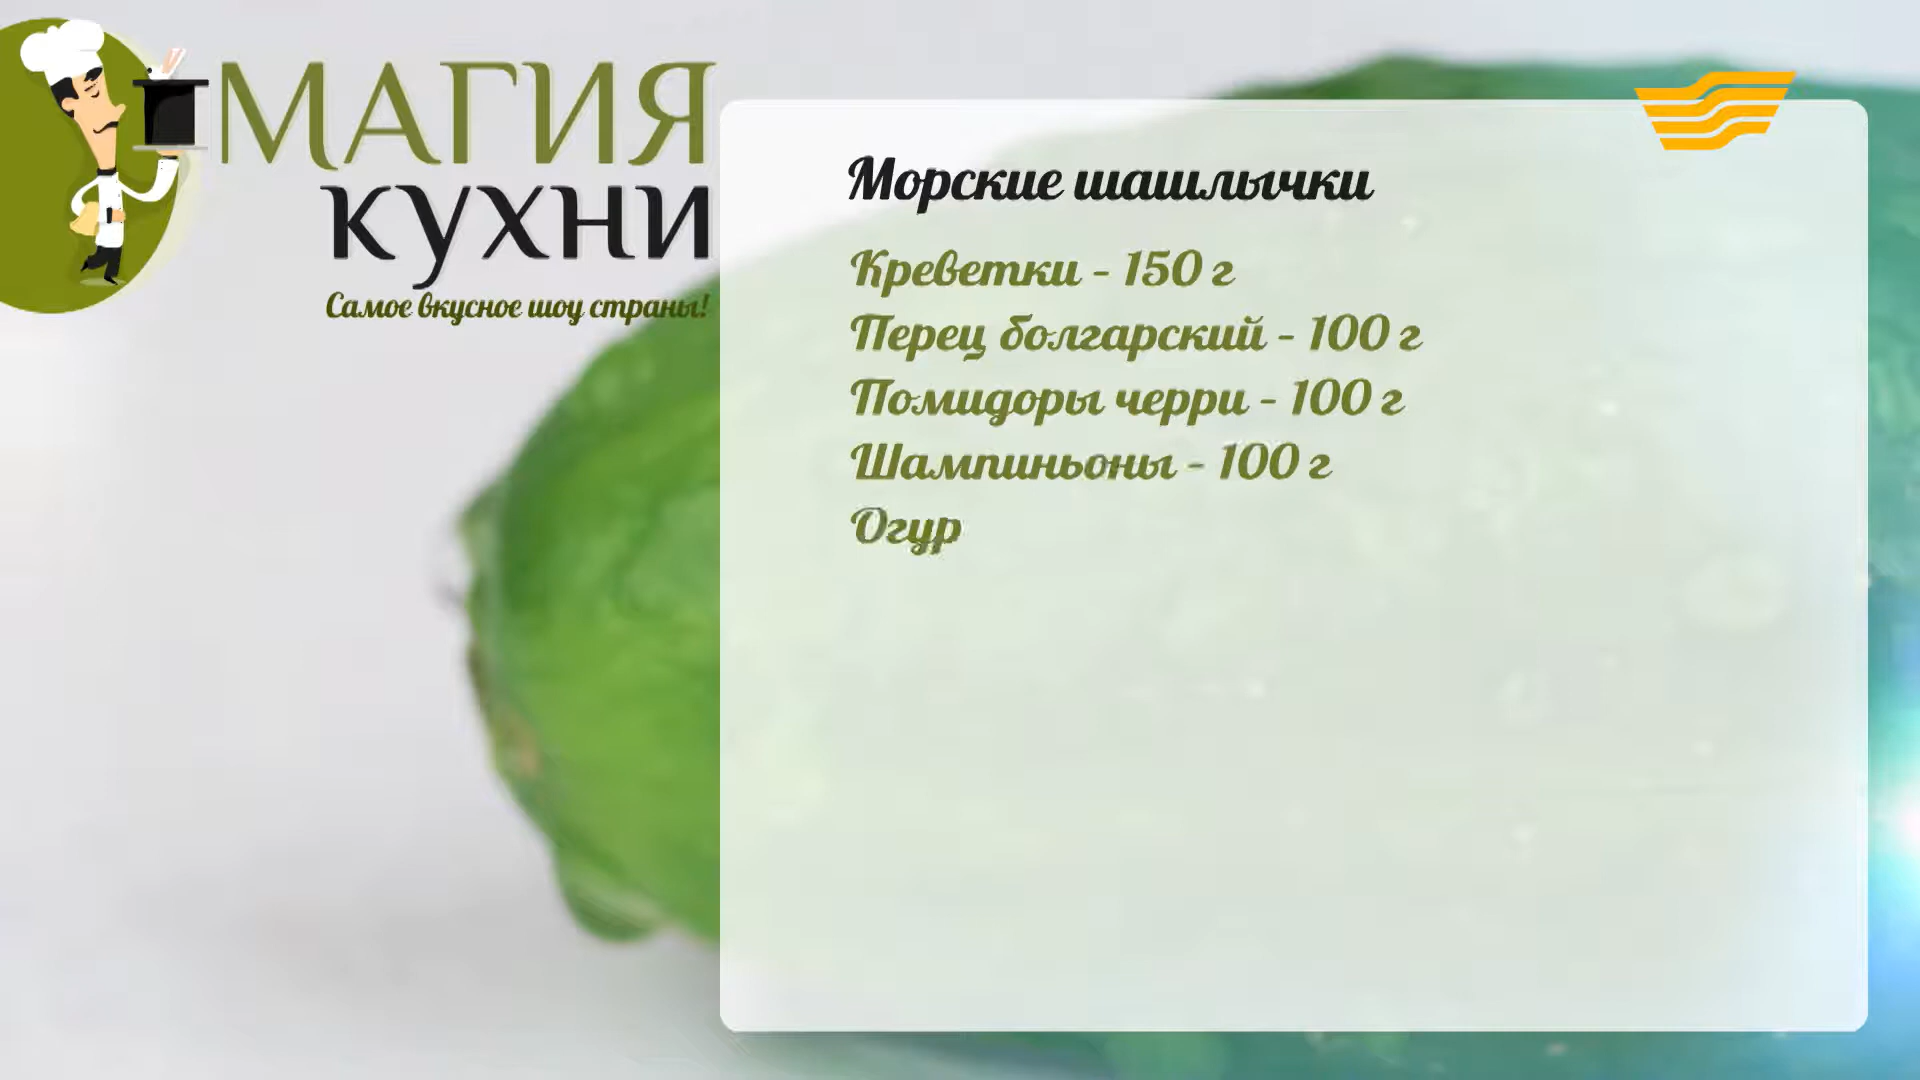 МАГИЯ
кухни
Самое вкусное шоу страны!
Морские шашлычки
Креветки – 150 г
Перец болгарский – 100 г
Помидоры черри – 100 г
Шампиньоны – 100 г
Огур